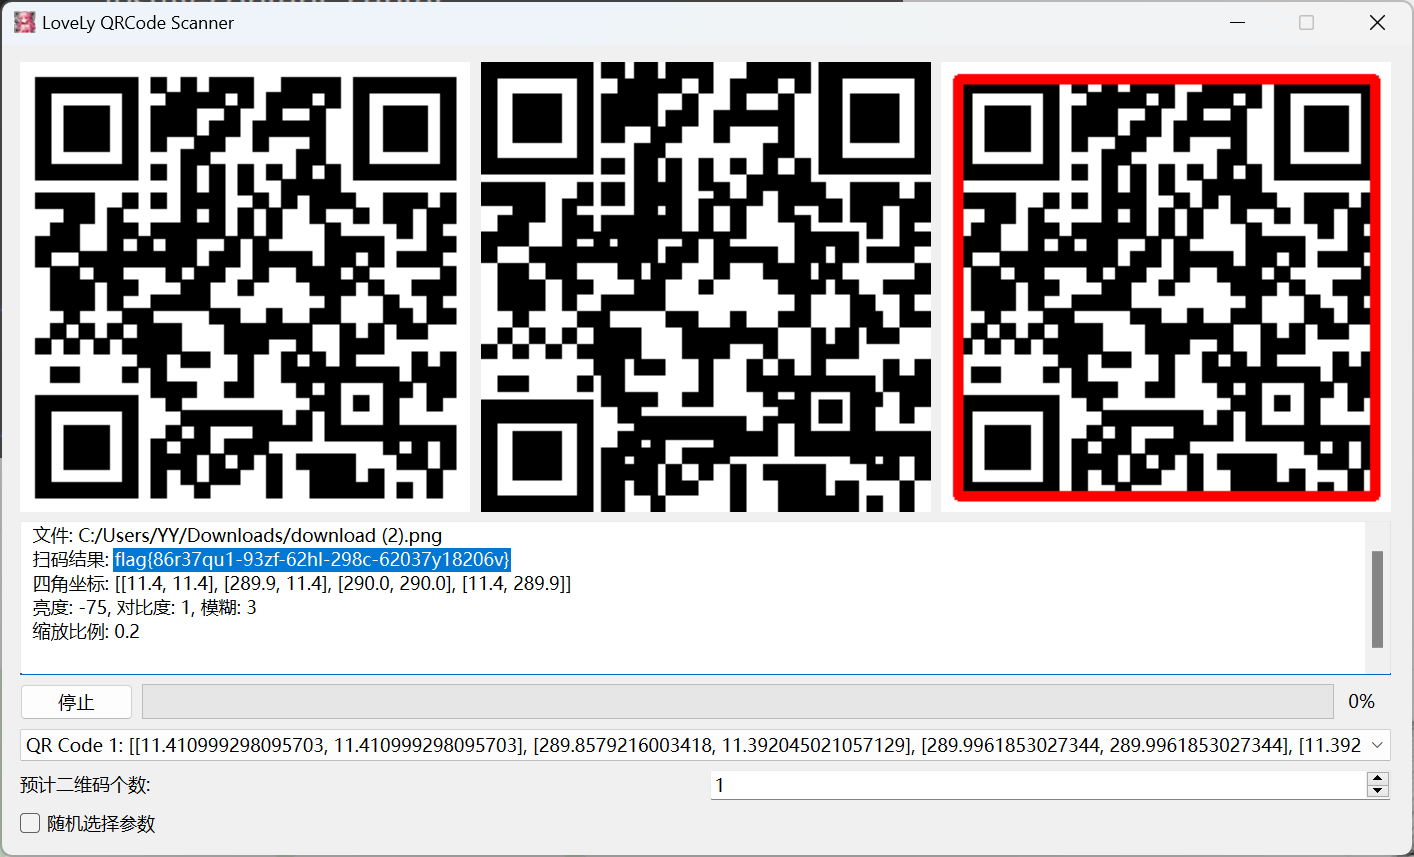 LoveLy QRCode Scanner
文件: C:/Users/YY/Downloads/download (2).png
扫码结果: flag{86r37qu1-93zf-62hl-298c-62037y18206v}
四角坐标: [[11.4, 11.4], [289.9, 11.4], [290.0, 290.0], [11.4, 289.9]]
亮度: -75, 对比度: 1, 模糊: 3
缩放比例: 0.2
停止
0%
QR Code 1: [[11.410999298095703, 11.410999298095703], [289.8579216003418, 11.392045021057129], [289.9961853027344, 289.9961853027344], [11.392
预计二维码个数:
1
随机选择参数